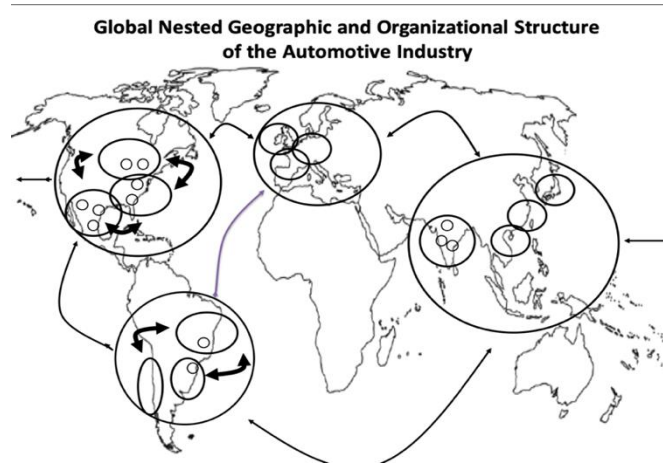 Global Nested Geographic and Organizational Structure
of the Automotive Industry